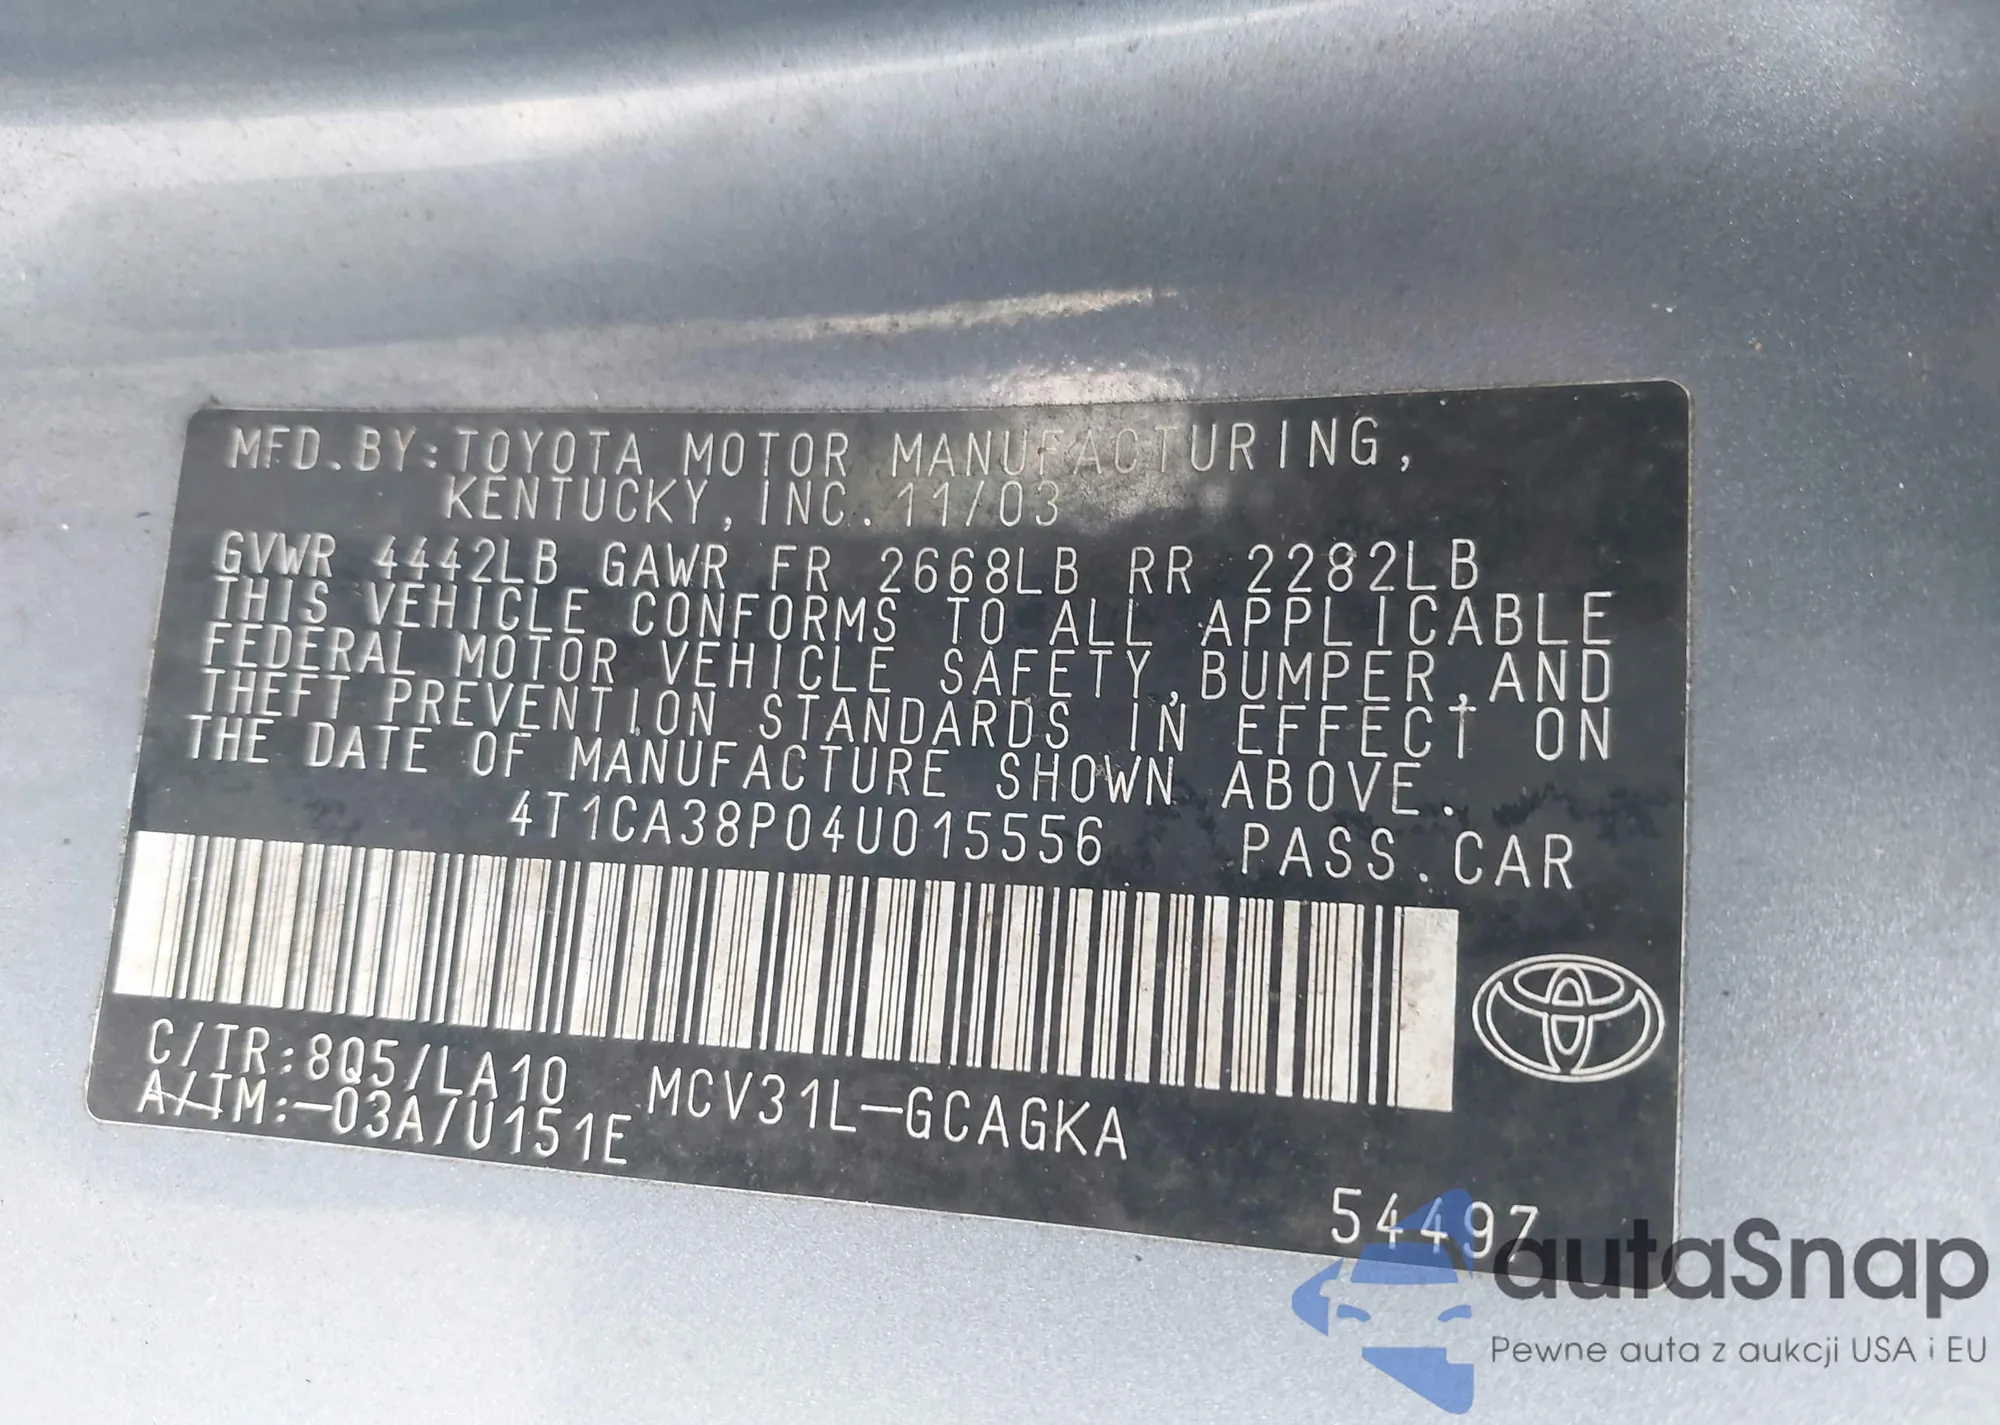 MFD.BY:TOYOTA MOTOR MANUFACTURING,
KENTUCKY, INC. 11/03
GVWR 4442LB GAWR FR 2668LB RR 2282LB
THIS VEHICLE CONFORMS TO ALL APPLICABLE
FEDERAL MOTOR VEHICLE SAFETY,BUMPER,AND
THEFT PREVENTION STANDARDS IN EFFECT ON
THE DATE OF MANUFACTURE SHOWN ABOVE.
4T1CA38P04U015556 PASS.CAR
C/TR:8Q5/LA10 MCV31L-GCAGKA
A/TM:-03A/U151E
54497
autaSnap
Pewne auta z aukcji USA i EU